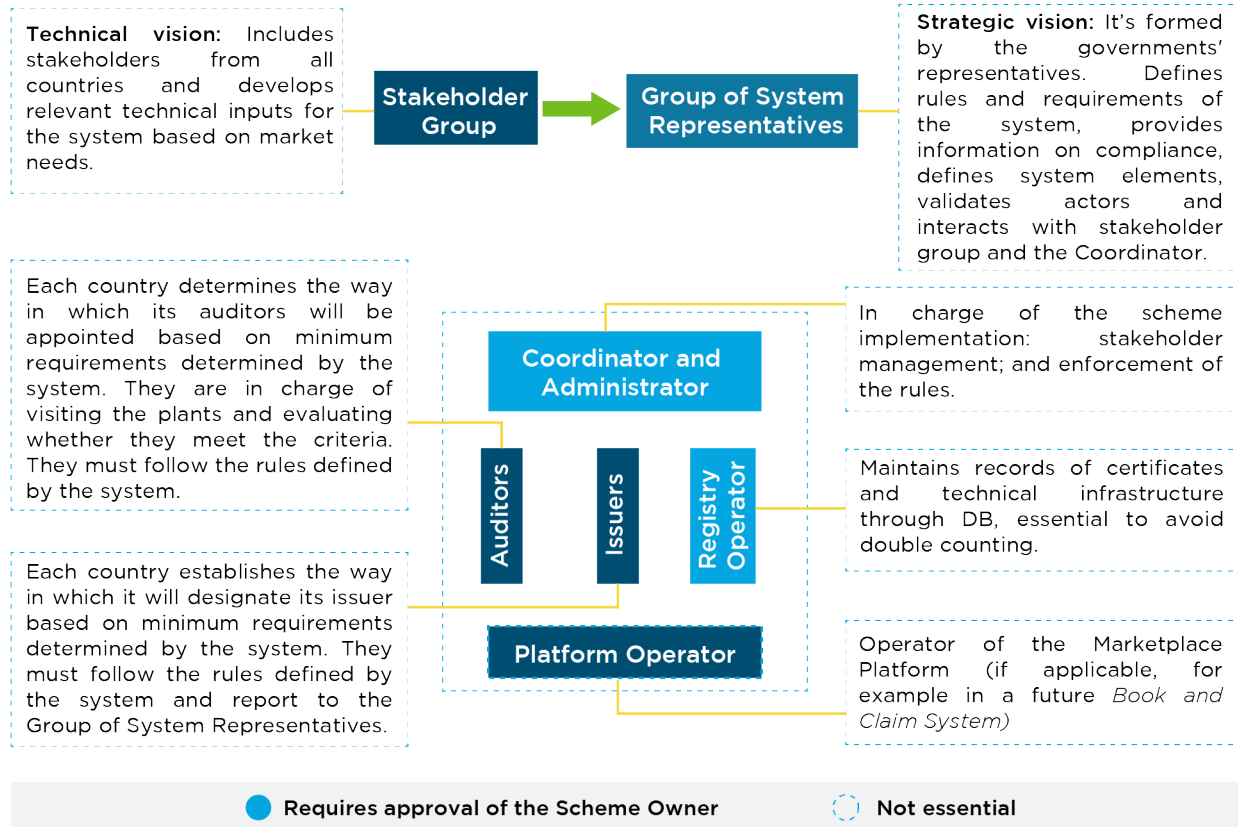 Technical vision: Includes
stakeholders from all
countries and develops
relevant technical inputs for
the system based on market
needs.
Stakeholder
Group
Group of System
Representatives
Strategic vision: It's formed
by the governments'
representatives. Defines
rules and requirements of
the system, provides
information on compliance,
defines system elements,
validates actors and
interacts with stakeholder
group and the Coordinator.
Each country determines the way
in which its auditors will be
appointed based on minimum
requirements determined by the
system. They are in charge of
visiting the plants and evaluating
whether they meet the criteria.
They must follow the rules defined
by the system.
Coordinator and
Administrator
In charge of the scheme
implementation: stakeholder
management; and enforcement of
the rules.
Auditors
Issuers
Registry
Operator
Maintains records of certificates
and technical infrastructure
through DB, essential to avoid
double counting.
Each country establishes the way
in which it will designate its issuer
based on minimum requirements
determined by the system. They
must follow the rules defined by
the system and report to the
Group of System Representatives.
Platform Operator
Operator of the Marketplace
Platform (if applicable, for
example in a future Book and
Claim System)
Requires approval of the Scheme Owner
Not essential